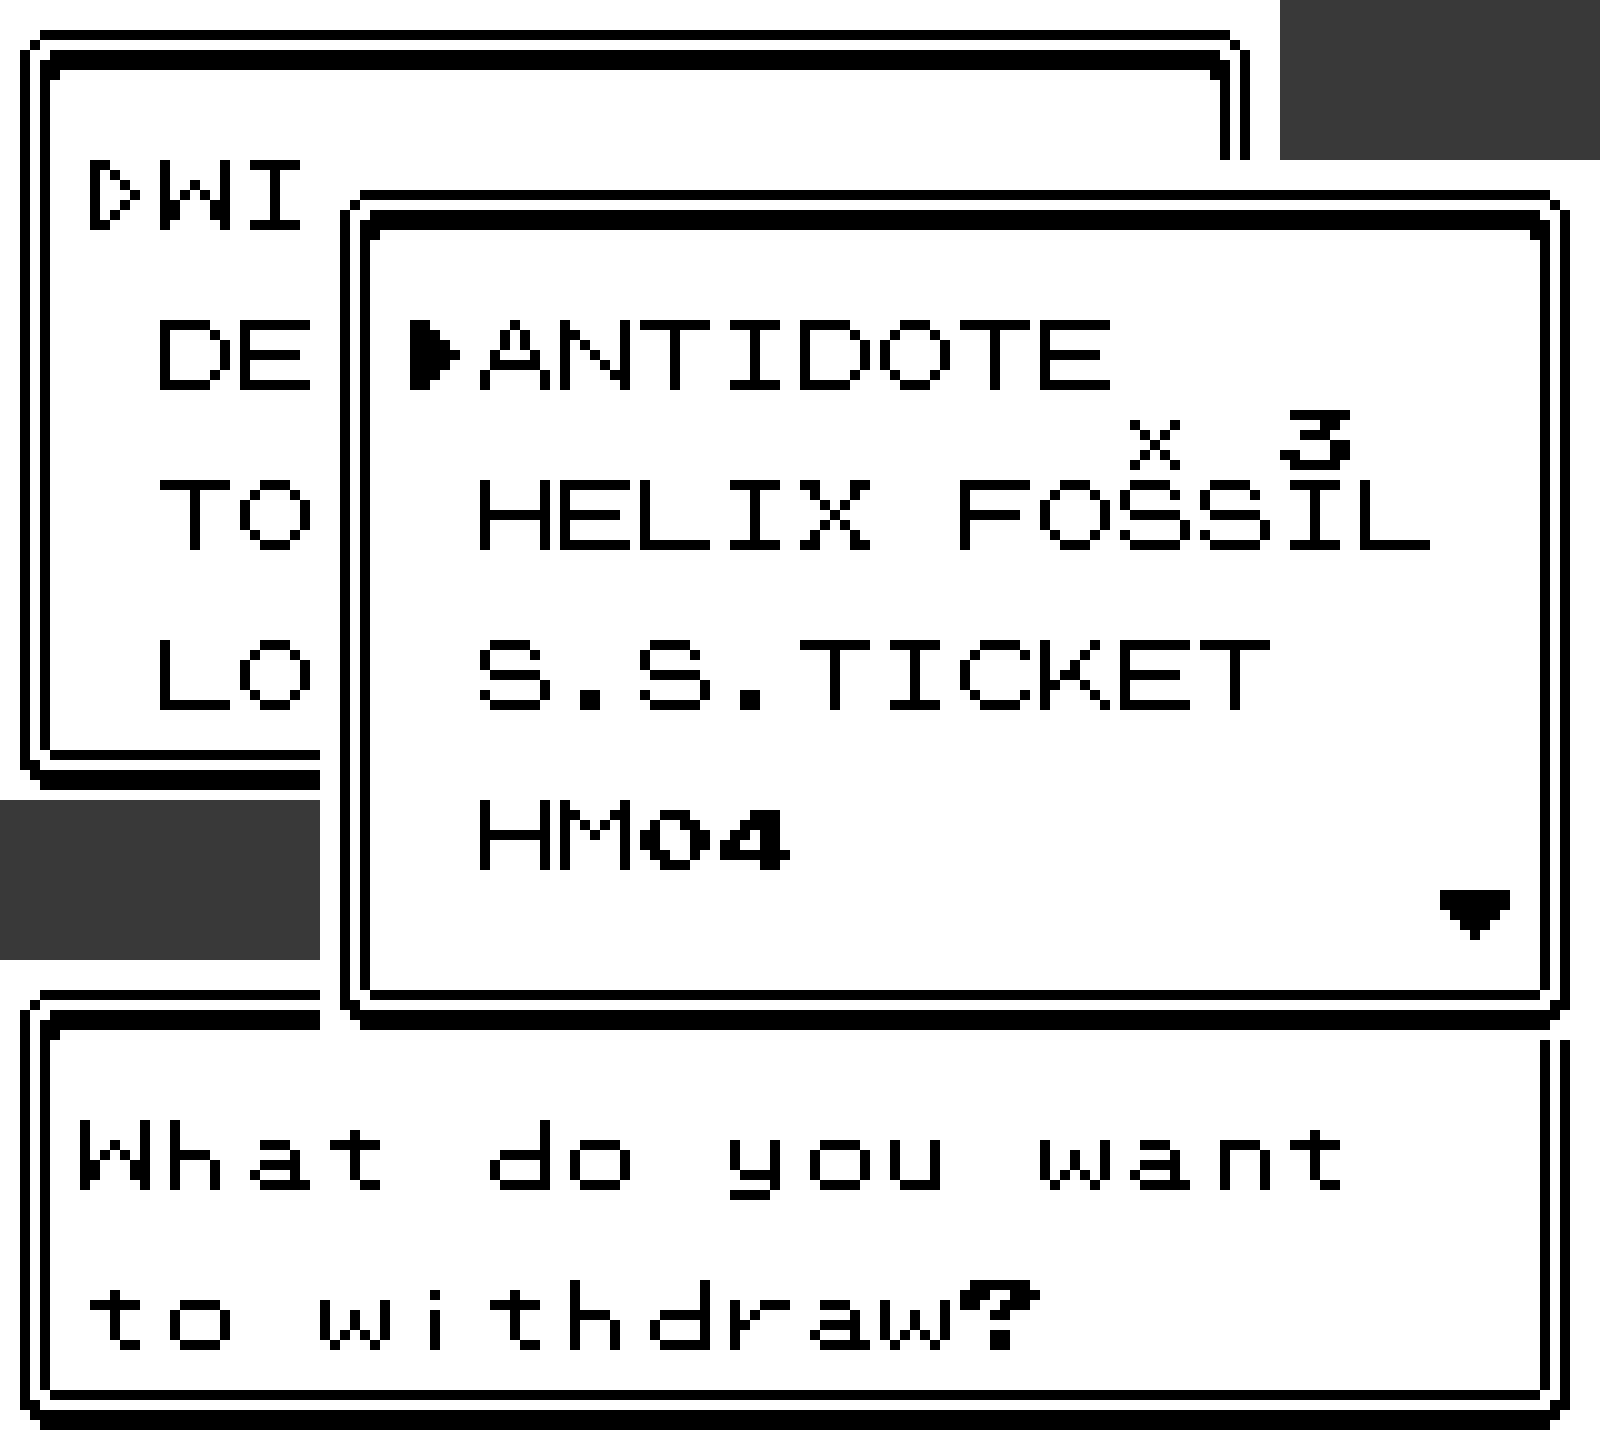 ▷WI
DE
TO
LO
▶ANTIDOTE
× 3
HELIX FOSSIL
S.S.TICKET
HM04
▼
What do you want
to withdraw?